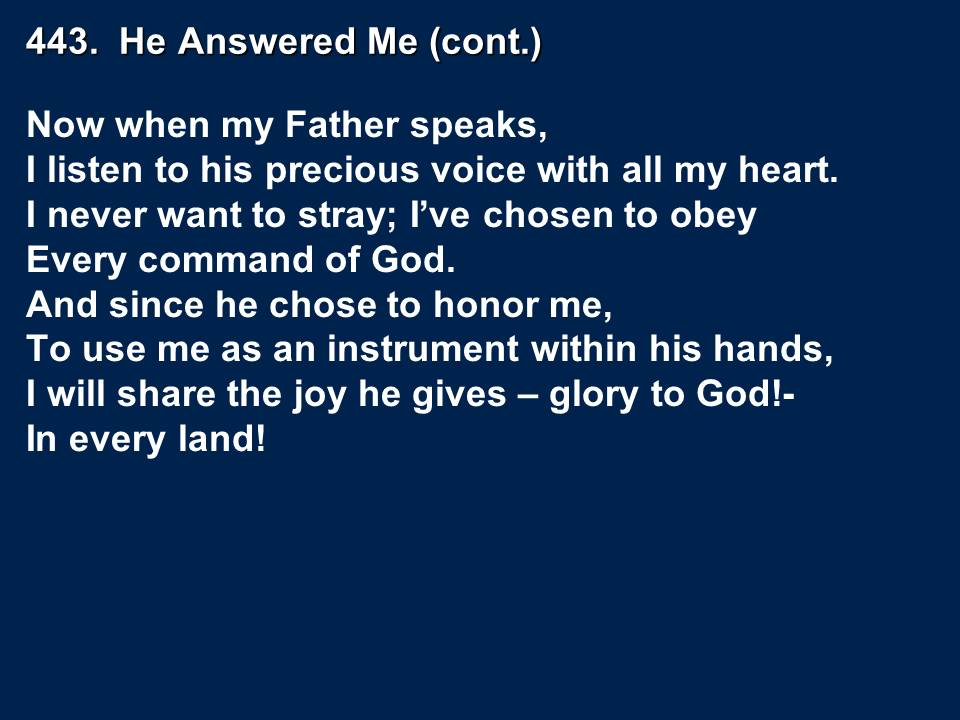 443.  He Answered Me (cont.)
Now when my Father speaks,
I listen to his precious voice with all my heart.
I never want to stray; I’ve chosen to obey
Every command of God.
And since he chose to honor me,
To use me as an instrument within his hands,
I will share the joy he gives – glory to God!-
In every land!